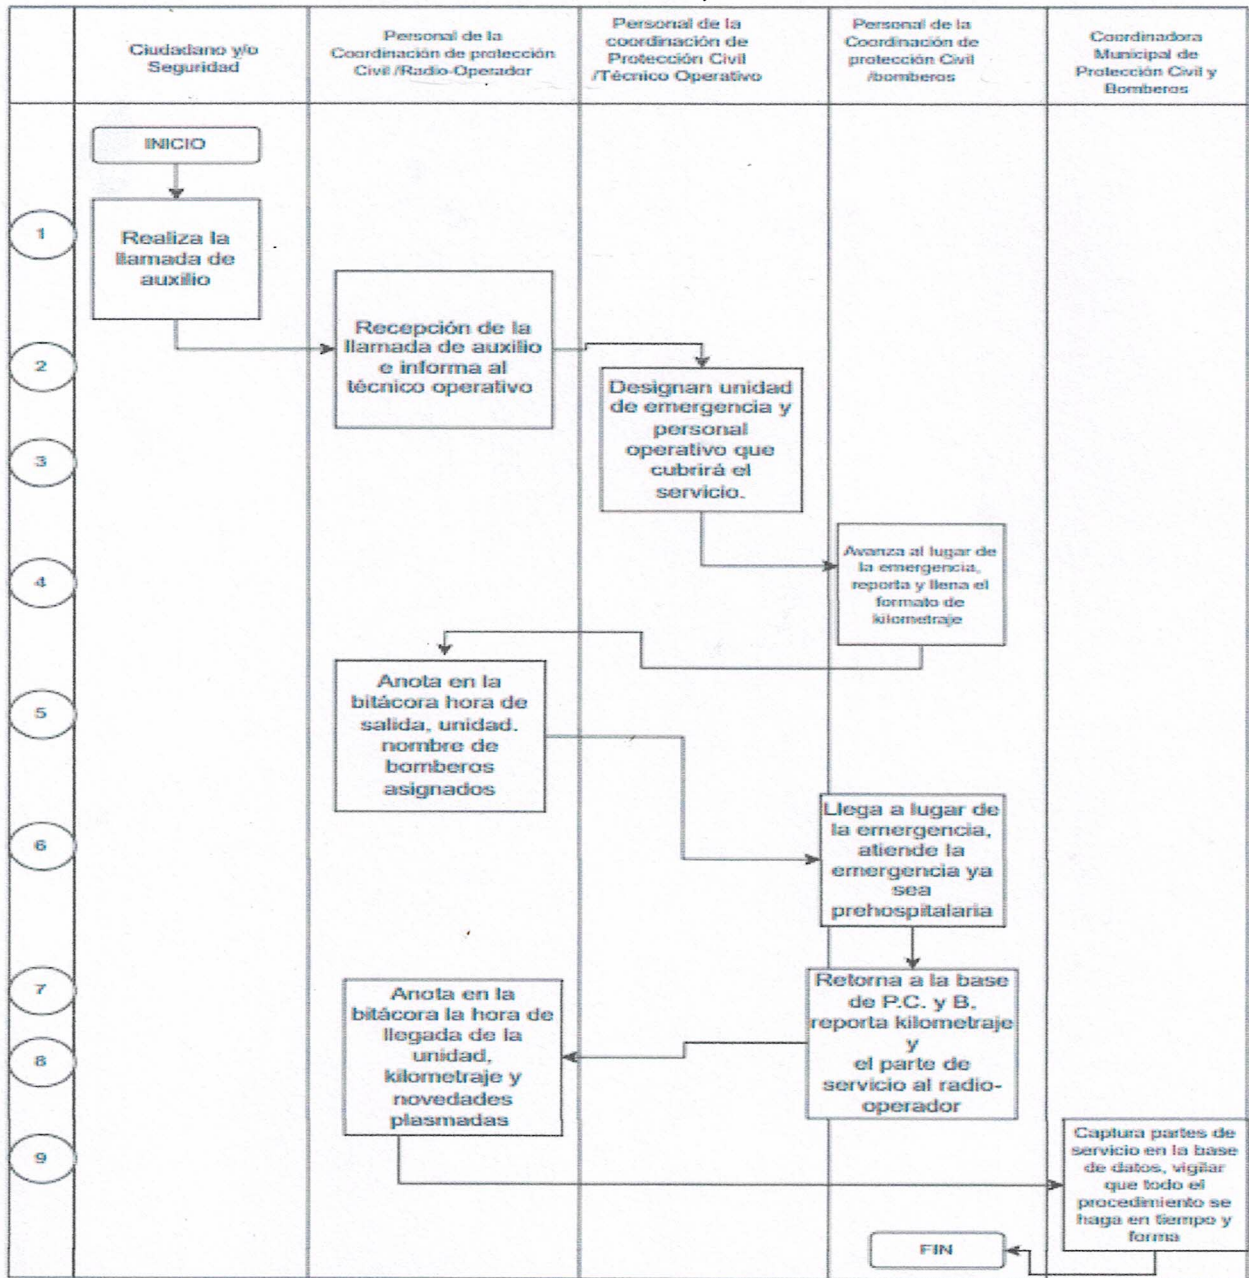 Ciudadano y/o
Seguridad
Personal de la
Coordinación de protección
Civil /Radio-Operador
Personal de la
coordinación de
Protección Civil
/Técnico Operativo
Personal de la
Coordinación de
protección Civil
/bomberos
Coordinadora
Municipal de
Protección Civil y
Bomberos
INICIO
1
Realiza la
llamada de
auxilio
2
Recepción de la
llamada de auxilio
e informa al
técnico operativo
3
Designan unidad
de emergencia y
personal
operativo que
cubrirá el
servicio.
4
Avanza al lugar de
la emergencia,
reporta y llena el
formato de
kilometraje
5
Anota en la
bitácora hora de
salida, unidad.
nombre de
bomberos
asignados
6
Llega a lugar de
la emergencia,
atiende la
emergencia ya
sea
prehospitalaria
7
Retorna a la base
de P.C. y B,
reporta kilometraje
y
el parte de
servicio al radio-
operador
8
Anota en la
bitácora la hora de
llegada de la
unidad,
kilometraje y
novedades
plasmadas
9
Captura partes de
servicio en la base
de datos, vigilar
que todo el
procedimiento se
haga en tiempo y
forma
FIN